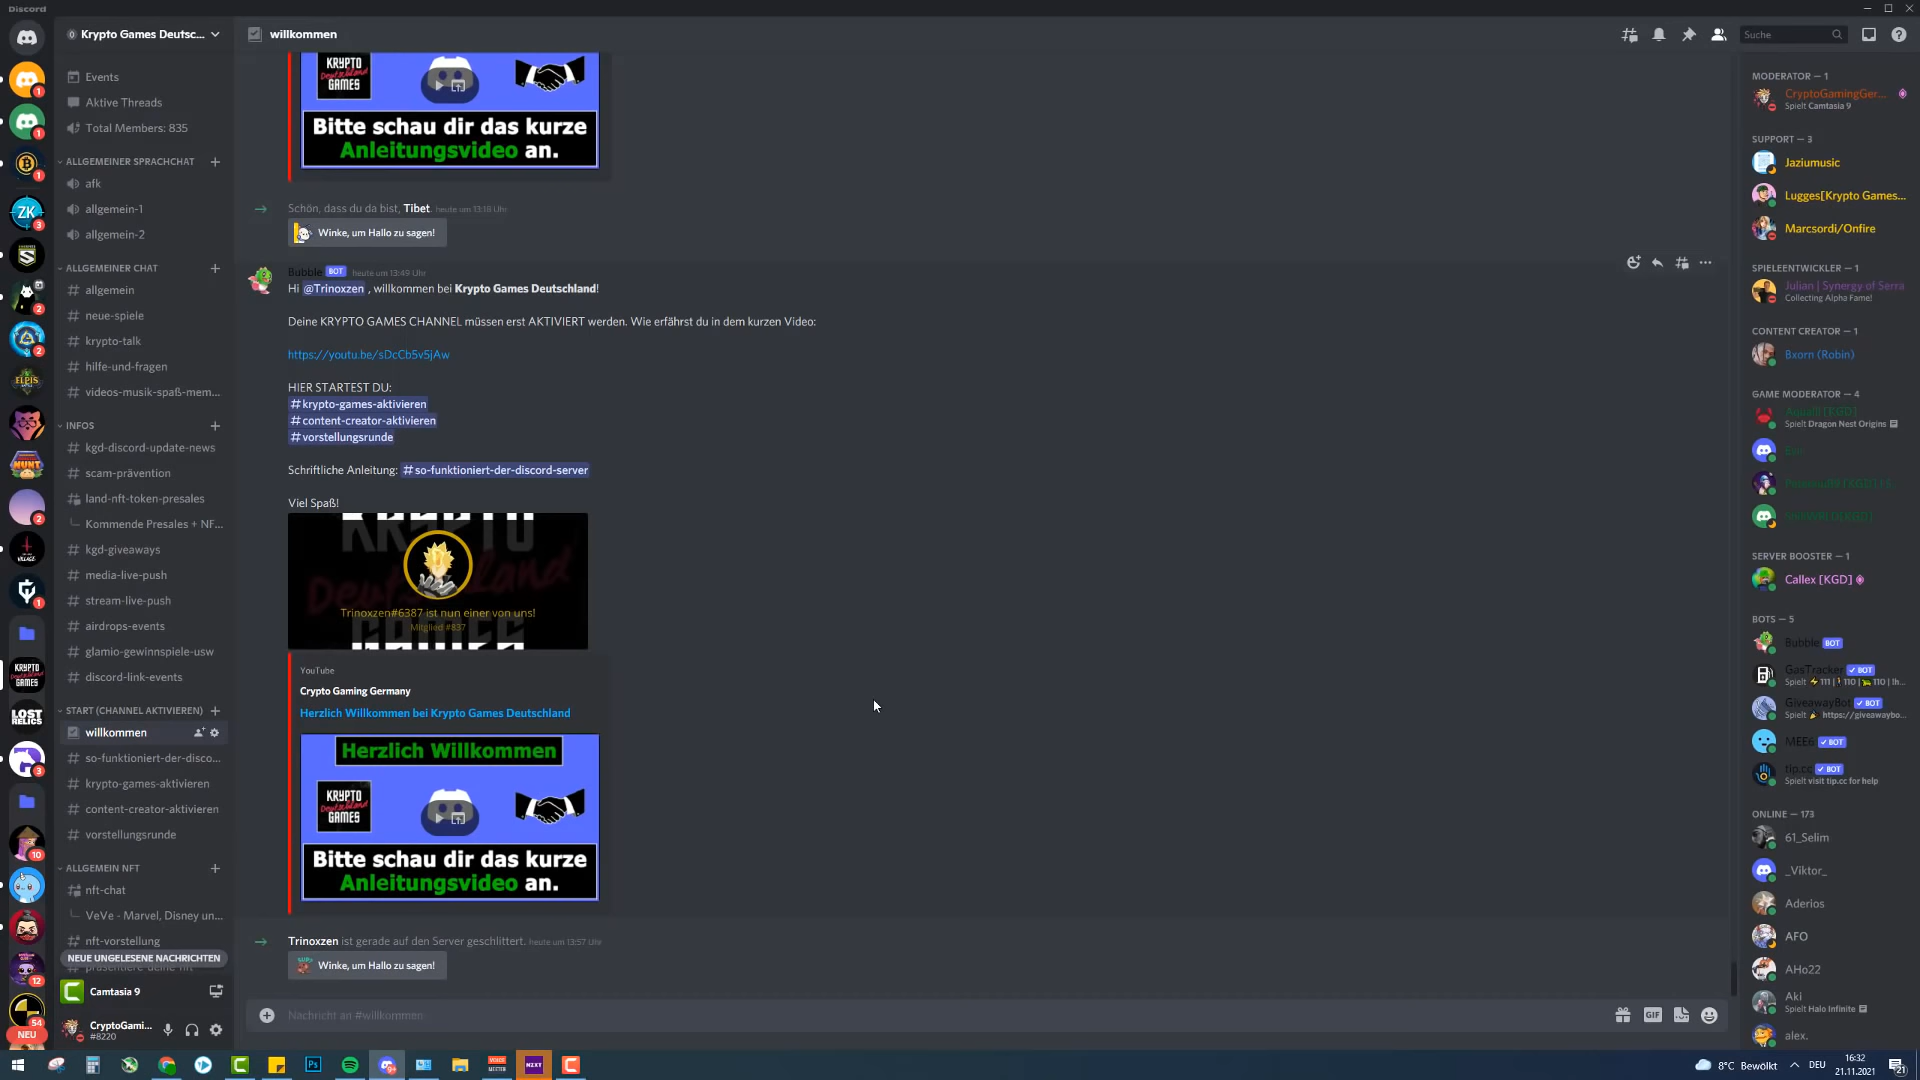 Discord
Krypto Games Deutsc...
Events
Aktive Threads
Total Members: 835
ALLGEMEINER SPRACHCHAT
afk
allgemein-1
allgemein-2
ALLGEMEINER CHAT
allgemein
neue-spiele
krypto-talk
hilfe-und-fragen
videos-musik-spaß-mem...
INFOS
kgd-discord-update-news
scam-prävention
land-nft-token-presales
Kommende Presales + NF...
kgd-giveaways
media-live-push
stream-live-push
airdrops-events
glamio-gewinnspiele-usw
discord-link-events
START (CHANNEL AKTIVIEREN)
willkommen
so-funktioniert-der-disco...
krypto-games-aktivieren
content-creator-aktivieren
vorstellungsrunde
ALLGEMEIN NFT
nft-chat
VeVe - Marvel, Disney un...
nft-vorstellung
NEUE UNGELESENE NACHRICHTEN
Camtasia 9
CryptoGami...
#8220
NEU
willkommen
Suche
KRYPTO
Deutschland
GAMES
Bitte schau dir das kurze
Anleitungsvideo an.
Schön, dass du da bist, Tibet. heute um 13:18 Uhr
Winke, um Hallo zu sagen!
Bubble BOT heute um 13:49 Uhr
Hi @Trinoxzen , willkommen bei Krypto Games Deutschland!
Deine KRYPTO GAMES CHANNEL müssen erst AKTIVIERT werden. Wie erfährst du in dem kurzen Video:
https://youtu.be/sDcCb5v5jAw
HIER STARTEST DU:
#krypto-games-aktivieren
#content-creator-aktivieren
#vorstellungsrunde
Schriftliche Anleitung: #so-funktioniert-der-discord-server
Viel Spaß!
KRYPTO
Deutschland
Trinoxzen#6387 ist nun einer von uns!
Mitglied #837
GAMES
YouTube
Crypto Gaming Germany
Herzlich Willkommen bei Krypto Games Deutschland
Herzlich Willkommen
KRYPTO
Deutschland
GAMES
Bitte schau dir das kurze
Anleitungsvideo an.
Trinoxzen ist gerade auf den Server geschlittert. heute um 13:57 Uhr
Winke, um Hallo zu sagen!
Nachricht an #willkommen
GIF
MODERATOR — 1
CryptoGamingGer...
Spielt Camtasia 9
SUPPORT — 3
Jaziumusic
Lugges[Krypto Games...
Marcsordi/Onfire
SPIELEENTWICKLER — 1
Julian | Synergy of Serra
Collecting Alpha Fame!
CONTENT CREATOR — 1
Bxorn (Robin)
GAME MODERATOR — 4
Spielt Dragon Nest Origins
SERVER BOOSTER — 1
Callex [KGD]
BOTS — 5
Bubble BOT
GasTracker BOT
Spielt 111 | 110 | 110 | !h...
GiveawayBot BOT
Spielt https://giveawaybo...
MEE6 BOT
tip.cc BOT
Spielt visit tip.cc for help
ONLINE — 173
61_Selim
_Viktor_
Aderios
AFO
AHo22
Aki
Spielt Halo Infinite
alex.
8°C Bewölkt
DEU
16:32
21.11.2021